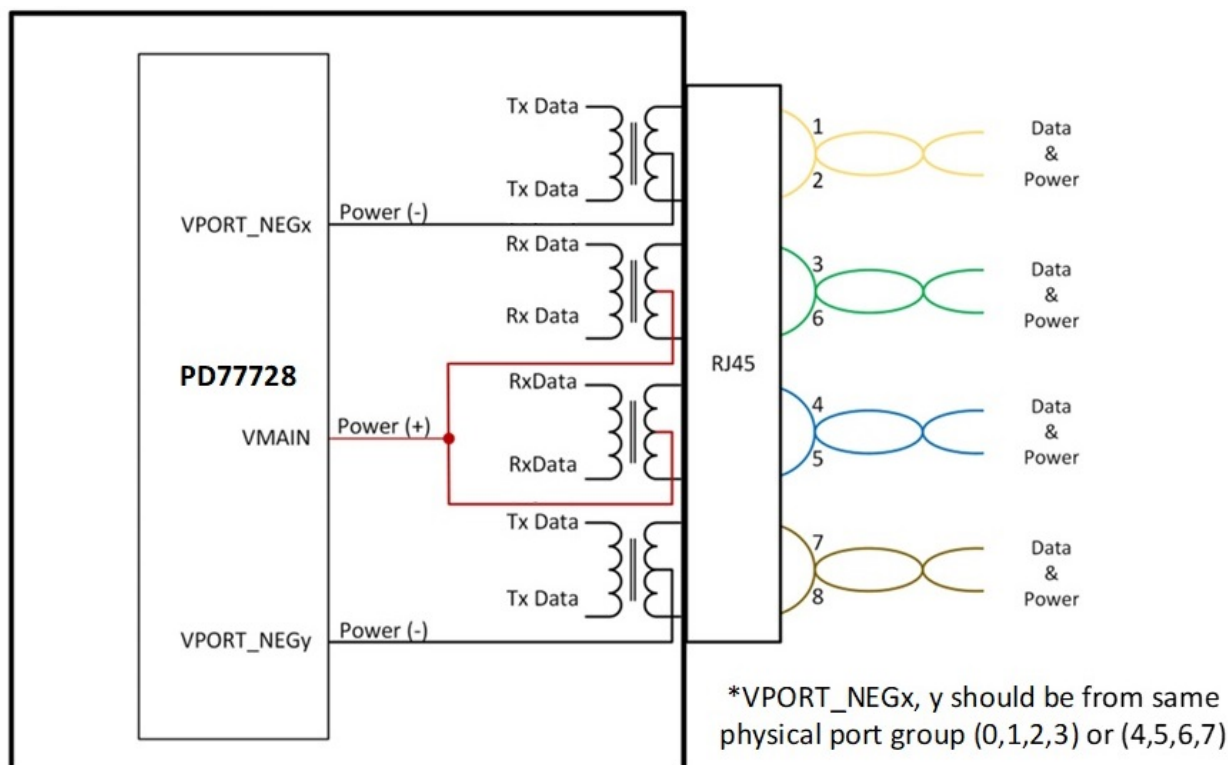 Tx Data
Tx Data
VPORT_NEGx
Power (-)
Rx Data
Rx Data
PD77728
VMAIN
Power (+)
RxData
RxData
Tx Data
Tx Data
VPORT_NEGy
Power (-)
RJ45
1
2
Data
&
Power
3
6
Data
&
Power
4
5
Data
&
Power
7
8
Data
&
Power
*VPORT_NEGx, y should be from same
physical port group (0,1,2,3) or (4,5,6,7)